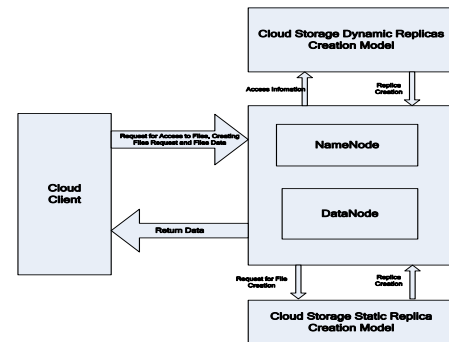 Cloud Storage Dynamic Replicas
Creation Model
Access Infomation
Replica
Creation
Request for Access to Files, Creating
Files Request and Files Data
NameNode
Cloud
Client
DataNode
Return Data
Request for File
Creation
Replica
Creation
Cloud Storage Static Replica
Creation Model